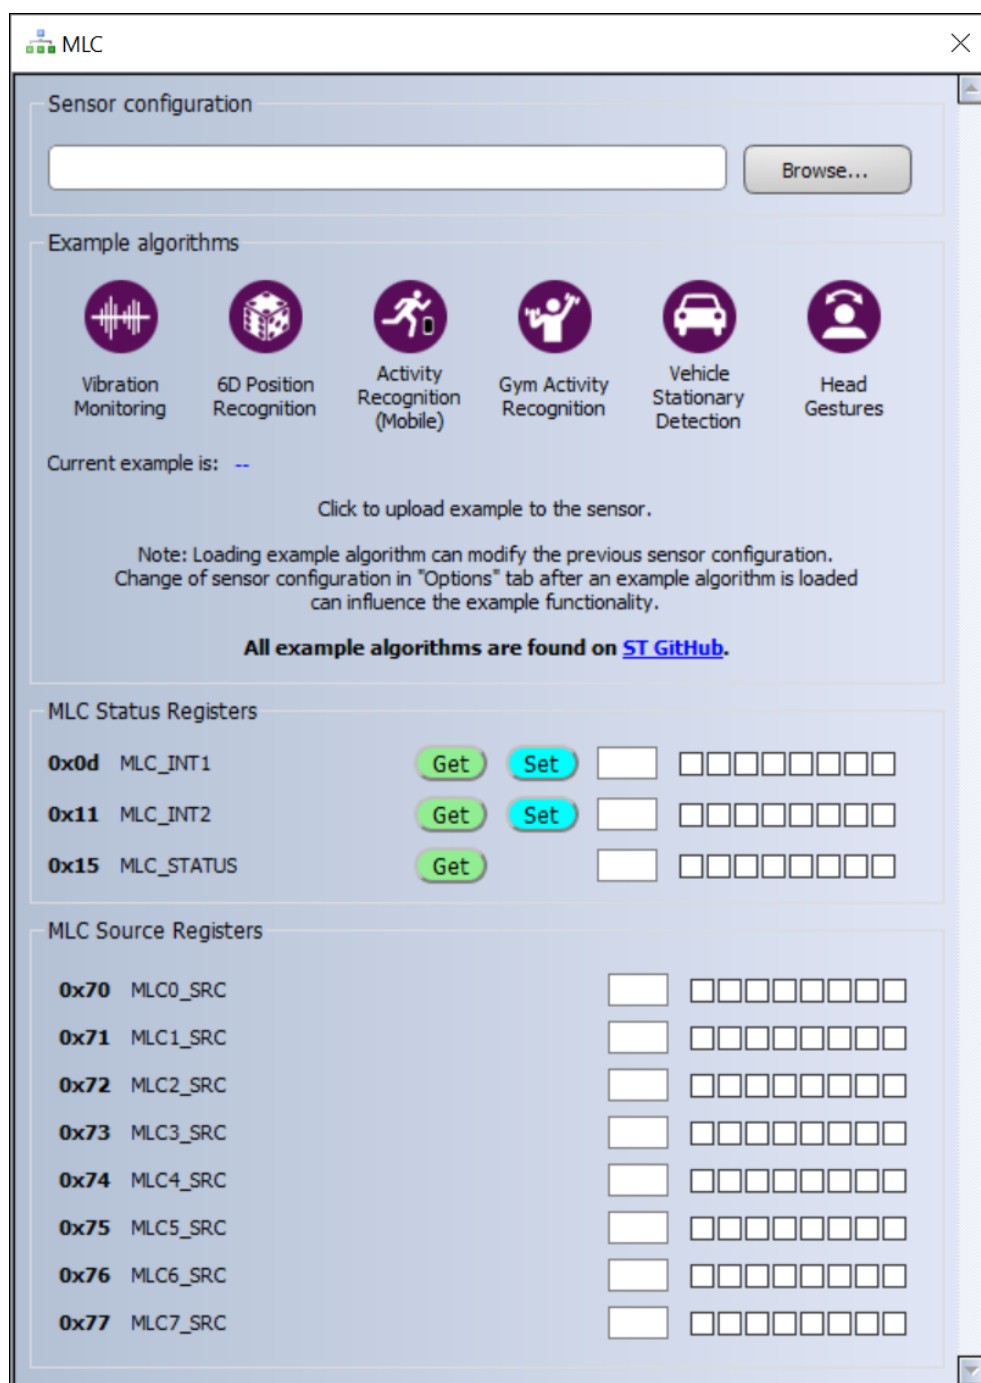 MLC
Sensor configuration
Browse...
Example algorithms
Vibration
Monitoring
6D Position
Recognition
Activity
Recognition
(Mobile)
Gym Activity
Recognition
Vehicle
Stationary
Detection
Head
Gestures
Current example is: --
Click to upload example to the sensor.
Note: Loading example algorithm can modify the previous sensor configuration.
Change of sensor configuration in "Options" tab after an example algorithm is loaded
can influence the example functionality.
All example algorithms are found on ST GitHub.
MLC Status Registers
0x0d MLC_INT1 Get Set
0x11 MLC_INT2 Get Set
0x15 MLC_STATUS Get
MLC Source Registers
0x70 MLC0_SRC
0x71 MLC1_SRC
0x72 MLC2_SRC
0x73 MLC3_SRC
0x74 MLC4_SRC
0x75 MLC5_SRC
0x76 MLC6_SRC
0x77 MLC7_SRC